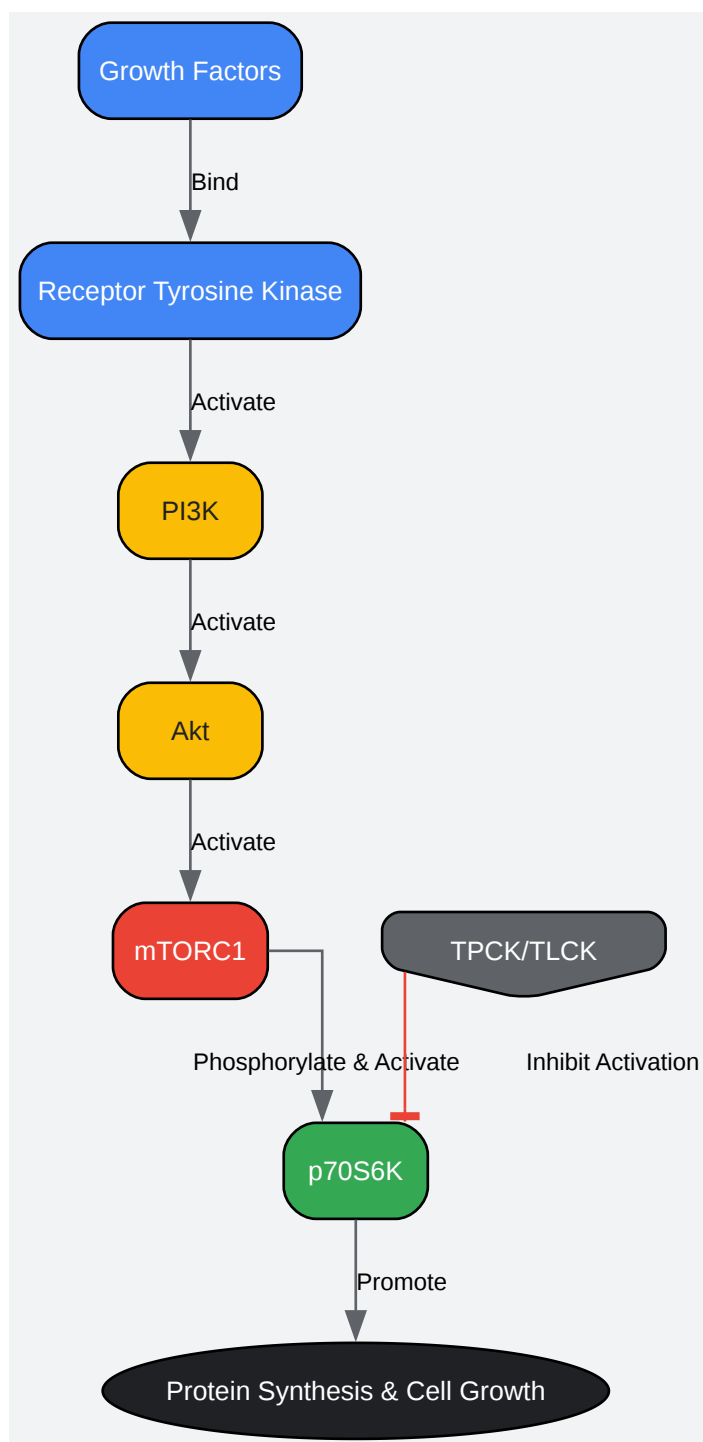 Growth Factors
Bind
Receptor Tyrosine Kinase
Activate
PI3K
Activate
Akt
Activate
mTORC1
TPCK/TLCK
Phosphorylate & Activate
Inhibit Activation
p70S6K
Promote
Protein Synthesis & Cell Growth